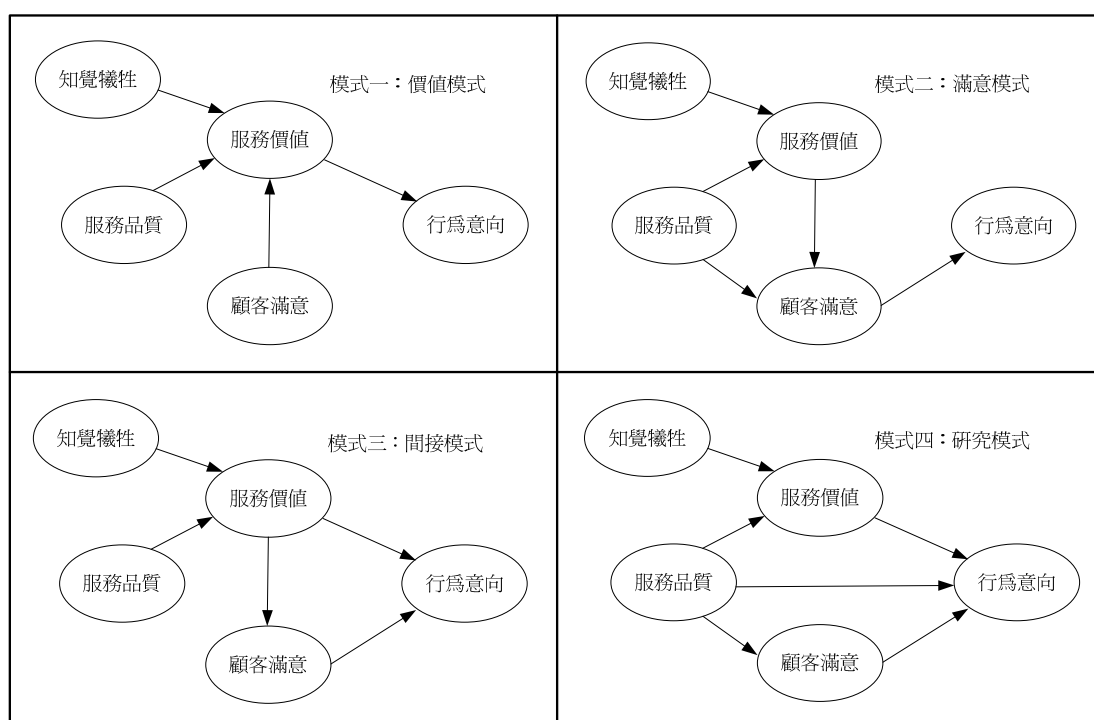 模式一：價值模式
知覺犧牲
服務價值
服務品質
行為意向
顧客滿意
模式二：滿意模式
知覺犧牲
服務價值
服務品質
行為意向
顧客滿意
模式三：間接模式
知覺犧牲
服務價值
服務品質
行為意向
顧客滿意
模式四：研究模式
知覺犧牲
服務價值
服務品質
行為意向
顧客滿意